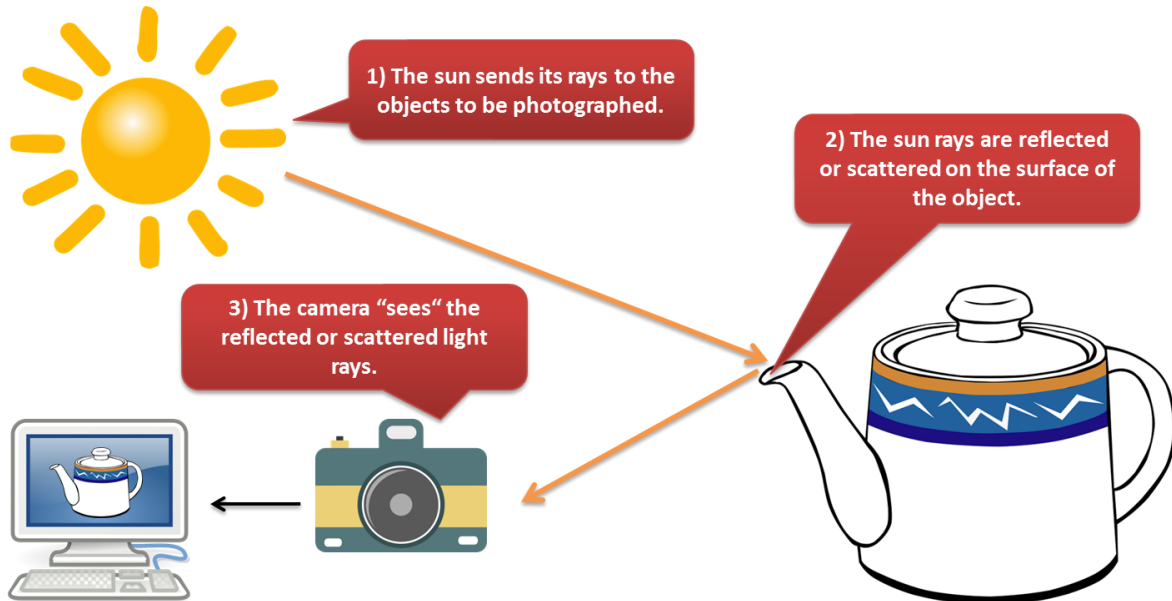 1) The sun sends its rays to the
objects to be photographed.
2) The sun rays are reflected
or scattered on the surface of
the object.
3) The camera “sees“ the
reflected or scattered light
rays.